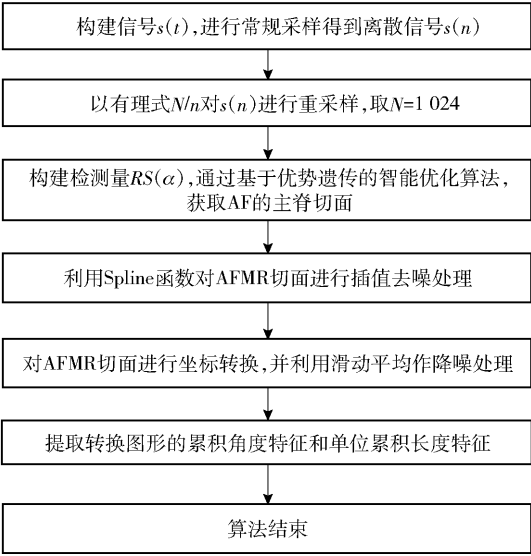 构建信号s(t),进行常规采样得到离散信号s(n)
以有理式N/n对s(n)进行重采样,取N=1 024
构建检测量RS(α),通过基于优势遗传的智能优化算法,
获取AF的主脊切面
利用Spline函数对AFMR切面进行插值去噪处理
对AFMR切面进行坐标转换,并利用滑动平均作降噪处理
提取转换图形的累积角度特征和单位累积长度特征
算法结束